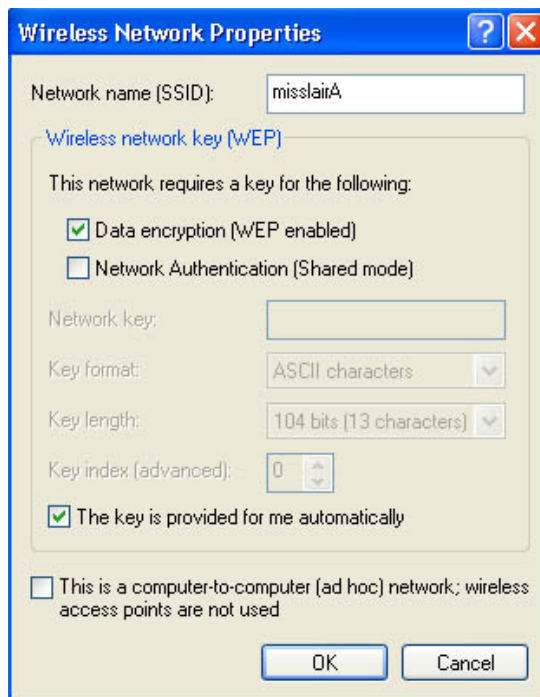 Wireless Network Properties
Network name (SSID): misslairA
Wireless network key (WEP)
This network requires a key for the following:
Data encryption (WEP enabled)
Network Authentication (Shared mode)
Network key:
Key format: ASCII characters
Key length: 104 bits (13 characters)
Key index (advanced): 0
The key is provided for me automatically
This is a computer-to-computer (ad hoc) network; wireless
access points are not used
OK Cancel